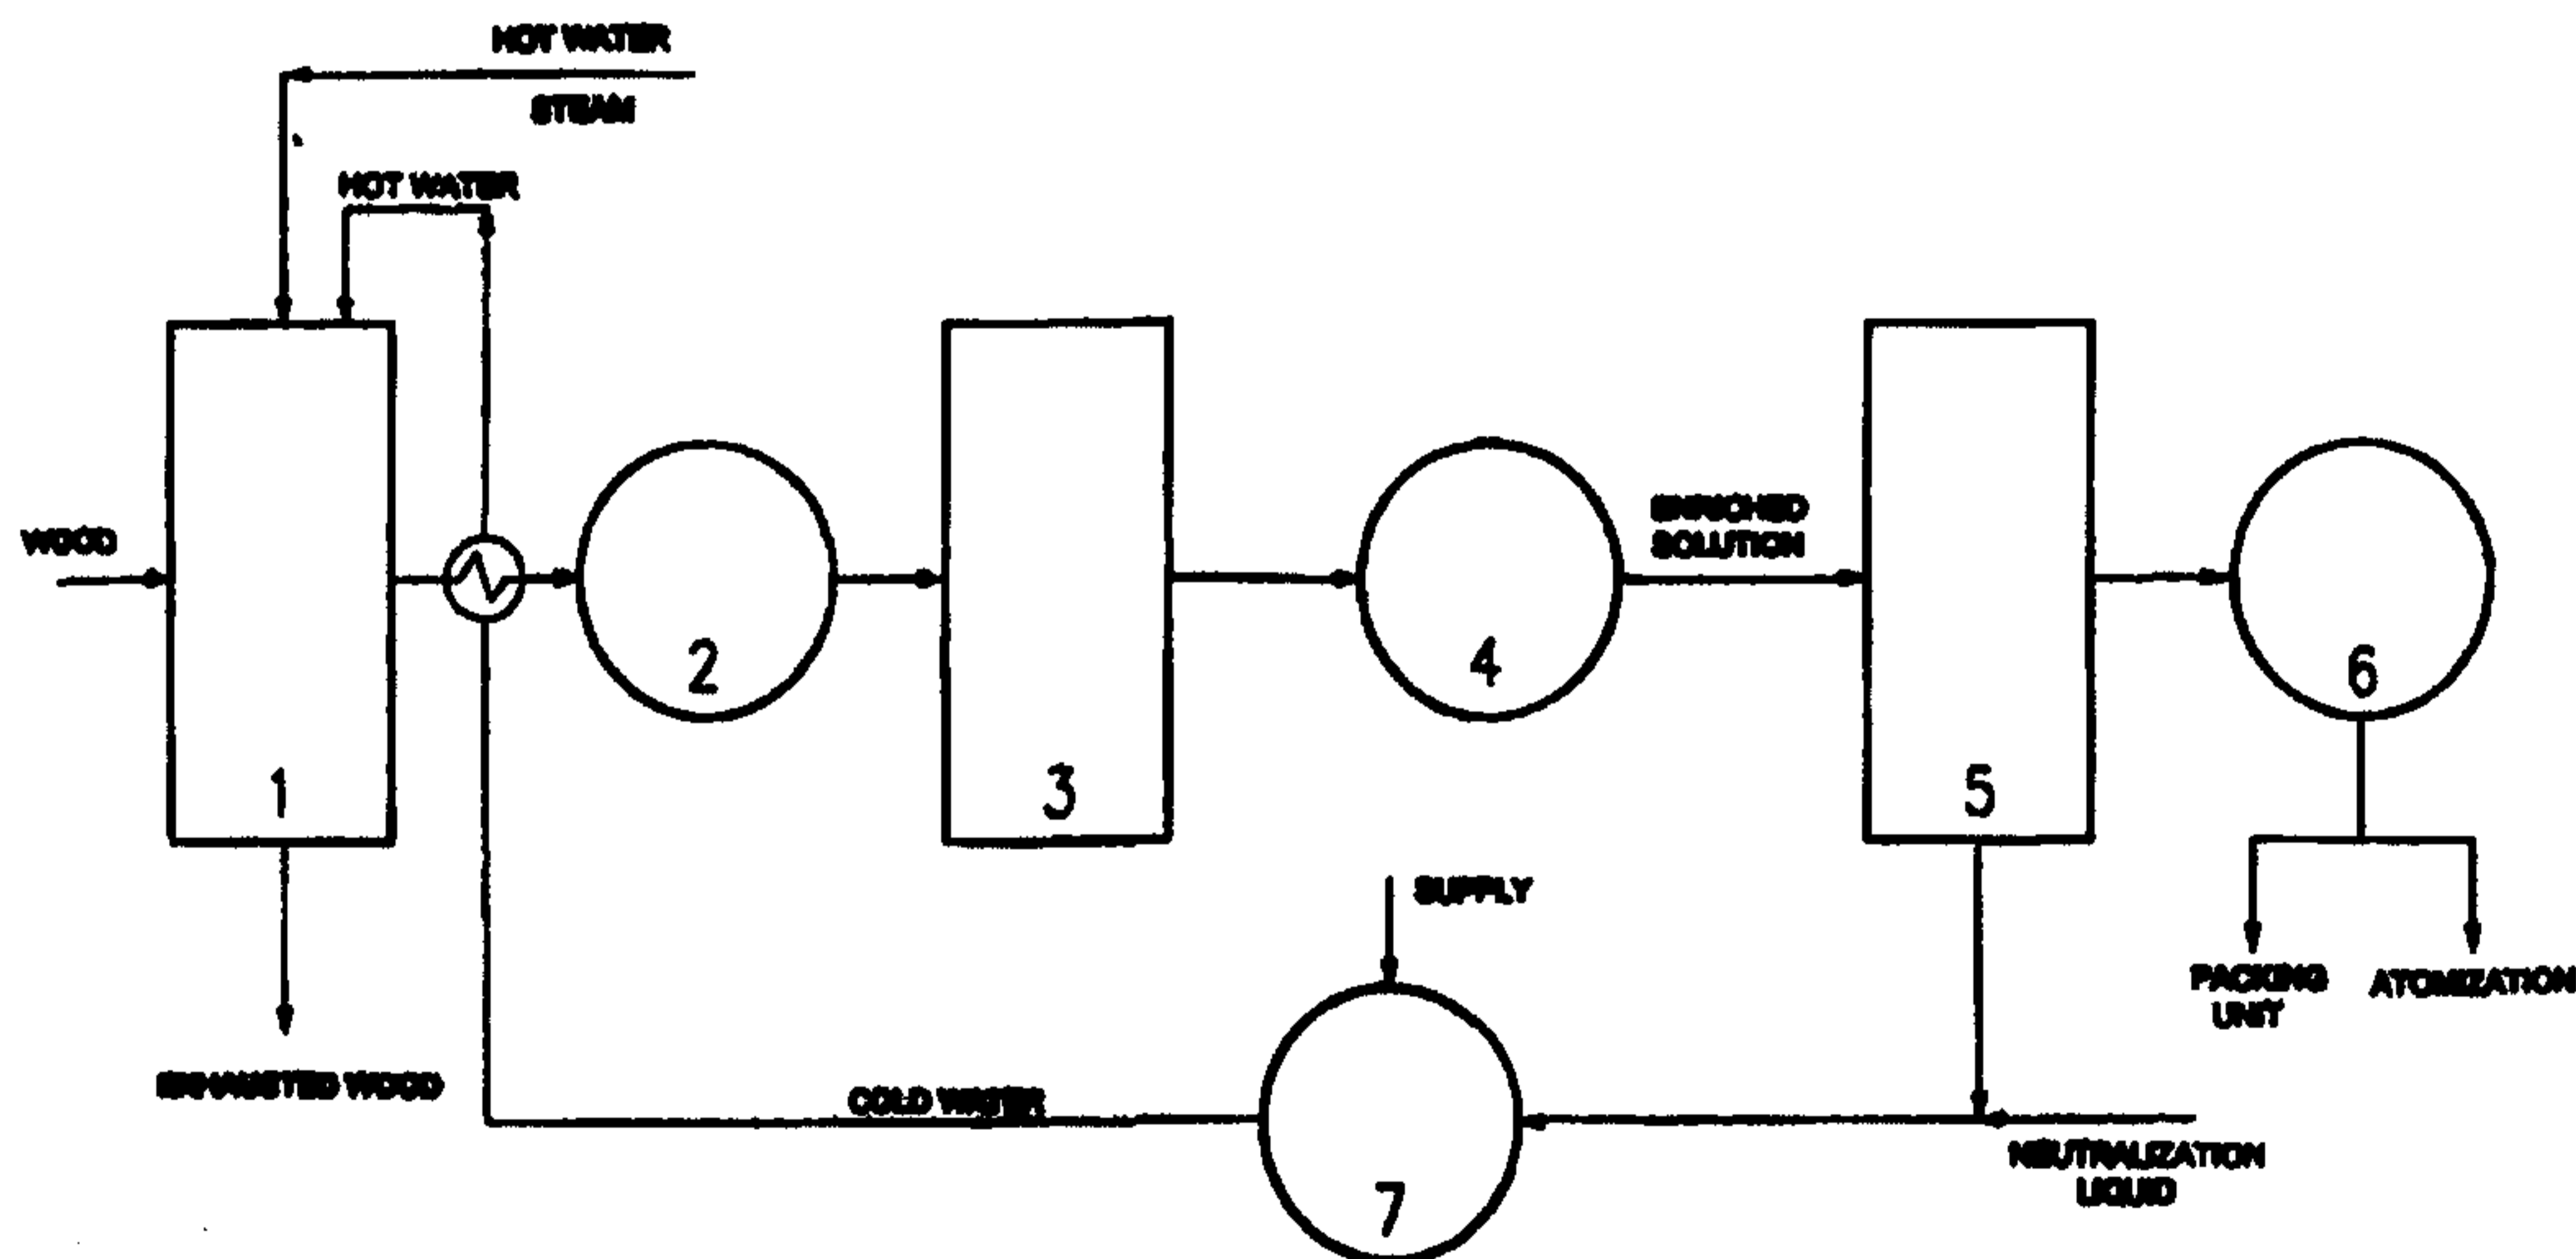 HOT WATER
STEAM
HOT WATER
WOOD
ENRICHED
SOLUTION
2
4
6
1
3
5
SUPPLY
PACKING
UNIT
ATOMIZATION
EXHAUSTED WOOD
COLD WATER
NEUTRALIZATION
LIQUID
7